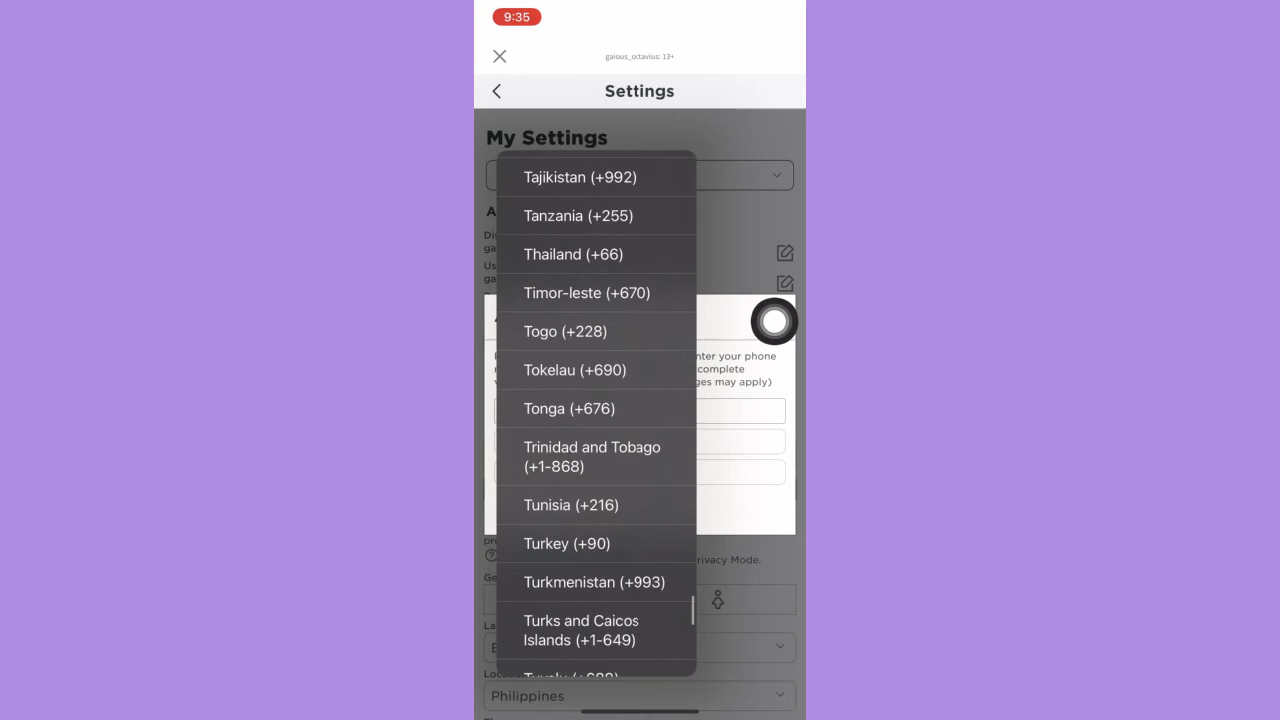 9:35
gaious_octavius: 13+
Settings
My Settings
Tajikistan (+992)
Tanzania (+255)
Thailand (+66)
Timor-leste (+670)
Togo (+228)
nter your phone
Tokelau (+690)
complete
ges may apply)
Tonga (+676)
Trinidad and Tobago
(+1-868)
Tunisia (+216)
Turkey (+90)
rivacy Mode.
Turkmenistan (+993)
Turks and Caicos
Islands (+1-649)
Philippines